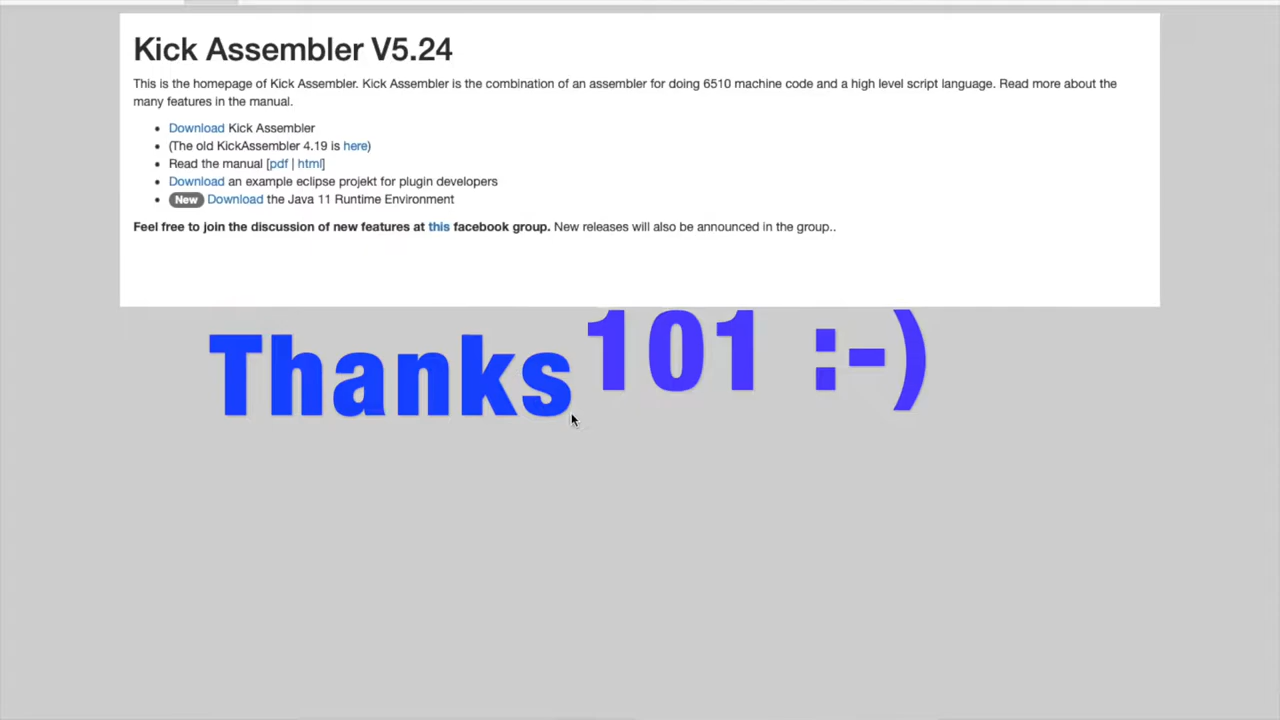 Kick Assembler V5.24
This is the homepage of Kick Assembler. Kick Assembler is the combination of an assembler for doing 6510 machine code and a high level script language. Read more about the
many features in the manual.
Download Kick Assembler
(The old KickAssembler 4.19 is here)
Read the manual [pdf | html]
Download an example eclipse projekt for plugin developers
New Download the Java 11 Runtime Environment
Feel free to join the discussion of new features at this facebook group. New releases will also be announced in the group..
Thanks 101 :-)